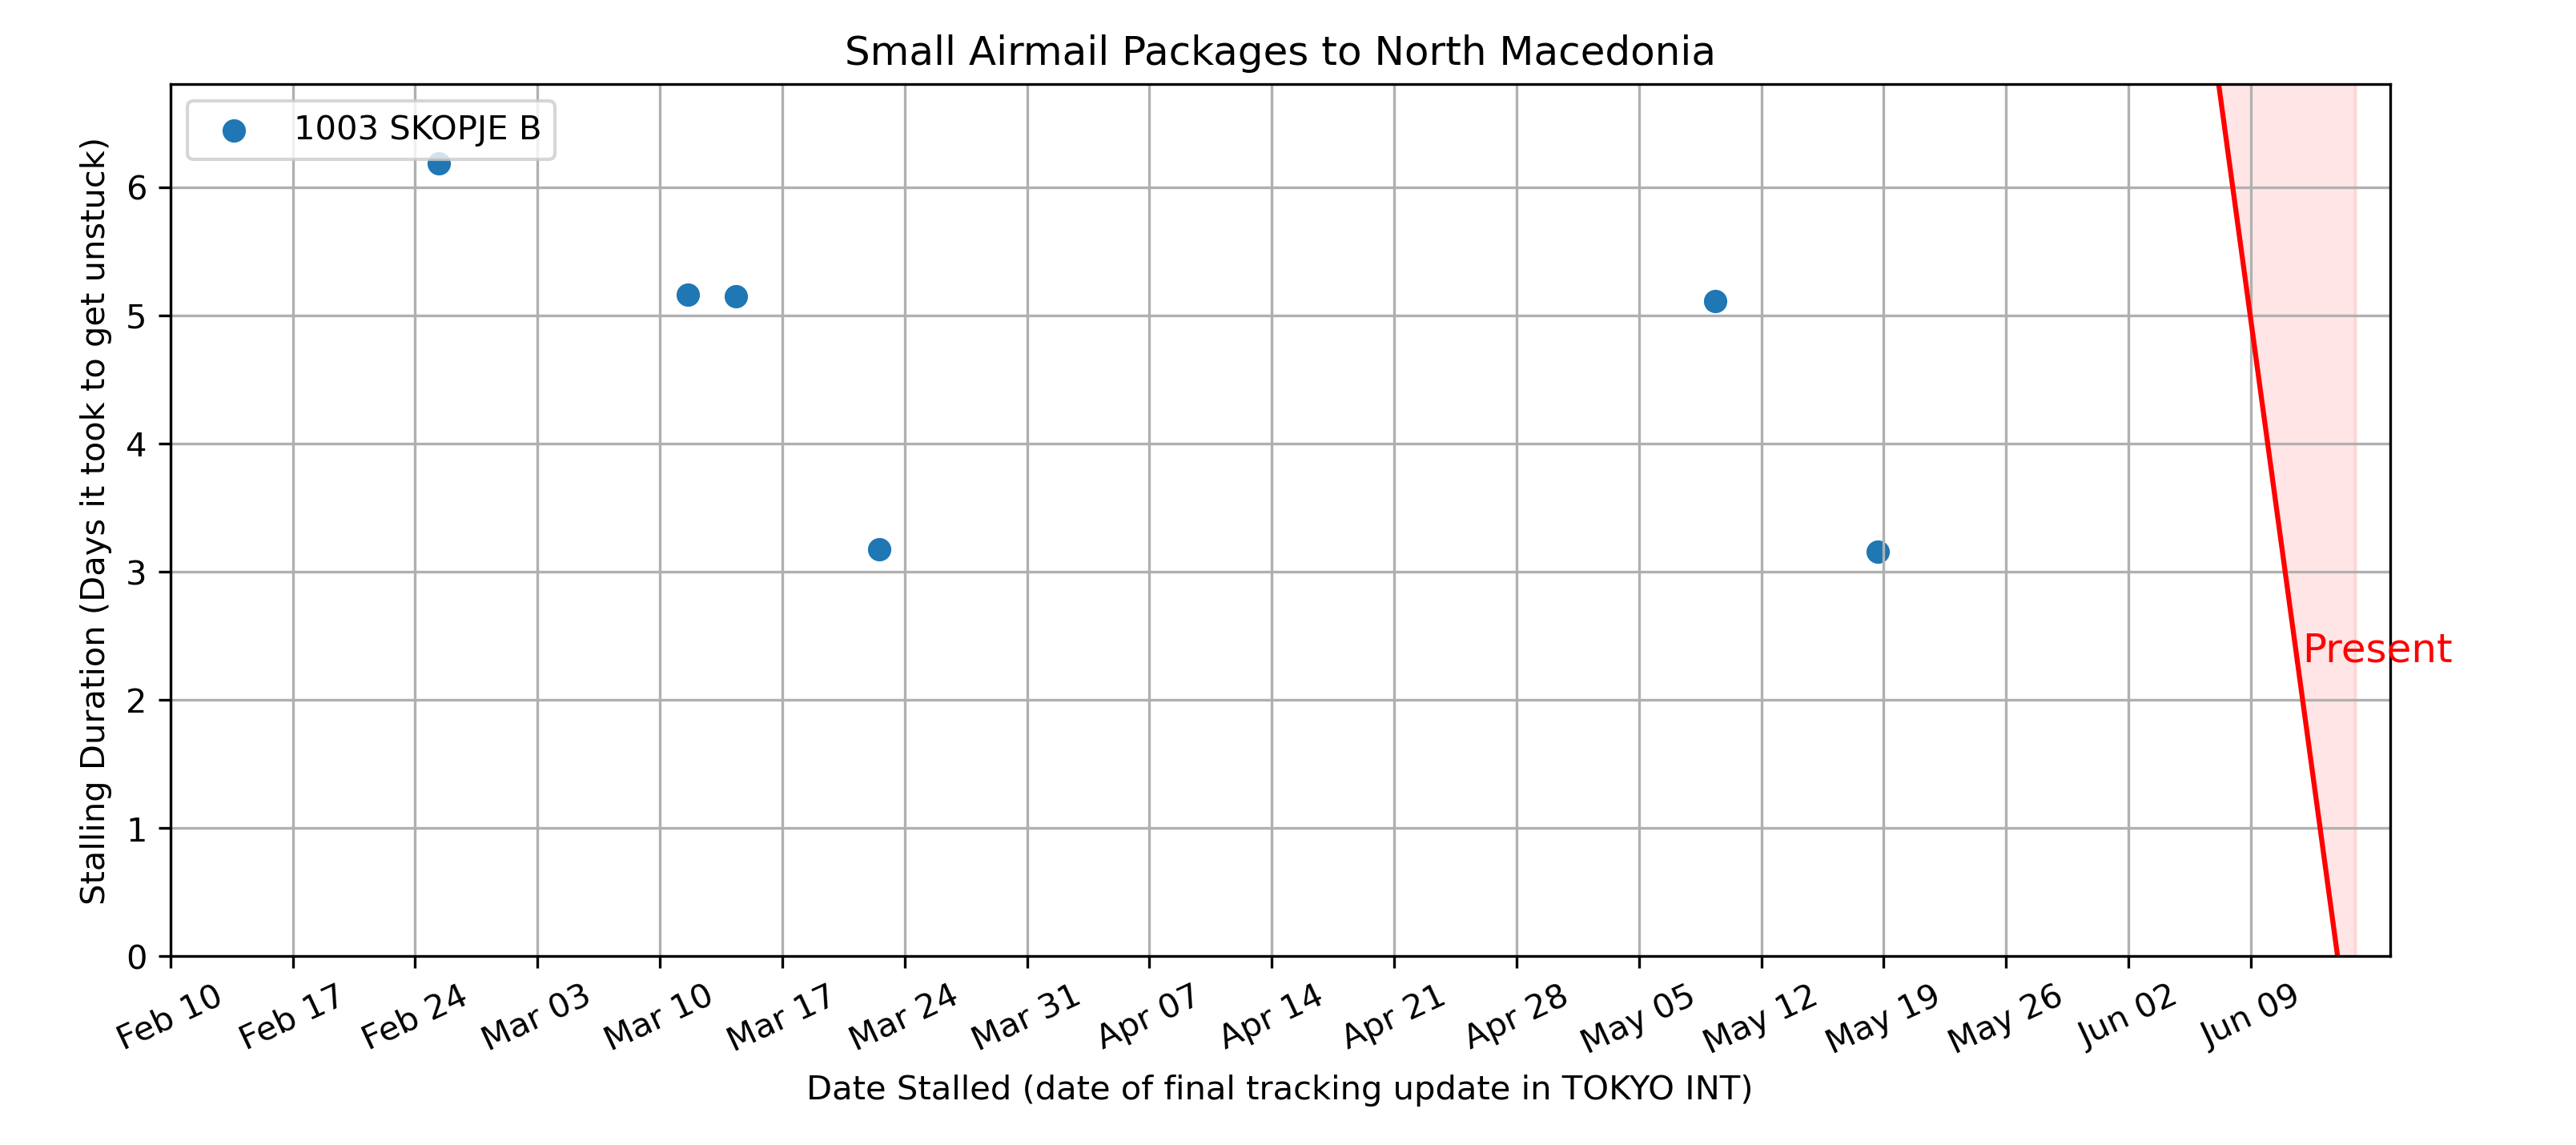 Small Airmail Packages to North Macedonia
1003 SKOPJE B
Stalling Duration (Days it took to get unstuck)
6
5
4
3
2
1
0
Present
Feb 10
Feb 17
Feb 24
Mar 03
Mar 10
Mar 17
Mar 24
Mar 31
Apr 07
Apr 14
Apr 21
Apr 28
May 05
May 12
May 19
May 26
Jun 02
Jun 09
Date Stalled (date of final tracking update in TOKYO INT)